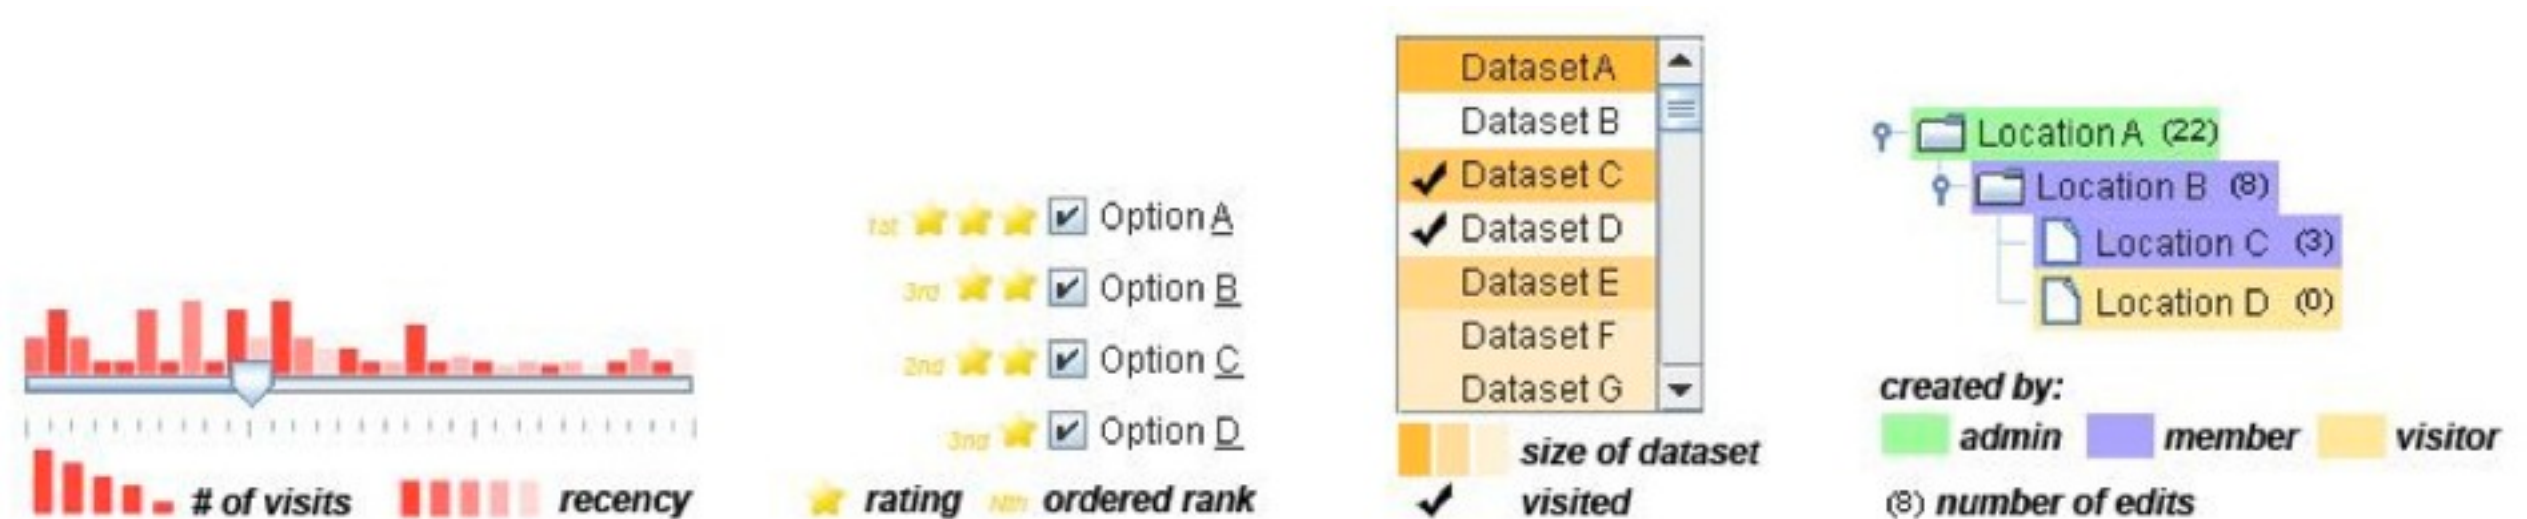 # of visits
recency
1st Option A
3rd Option B
2nd Option C
3nd Option D
rating Nth ordered rank
Dataset A
Dataset B
Dataset C
Dataset D
Dataset E
Dataset F
Dataset G
size of dataset
visited
Location A (22)
Location B (8)
Location C (3)
Location D (0)
created by:
admin member visitor
(8) number of edits